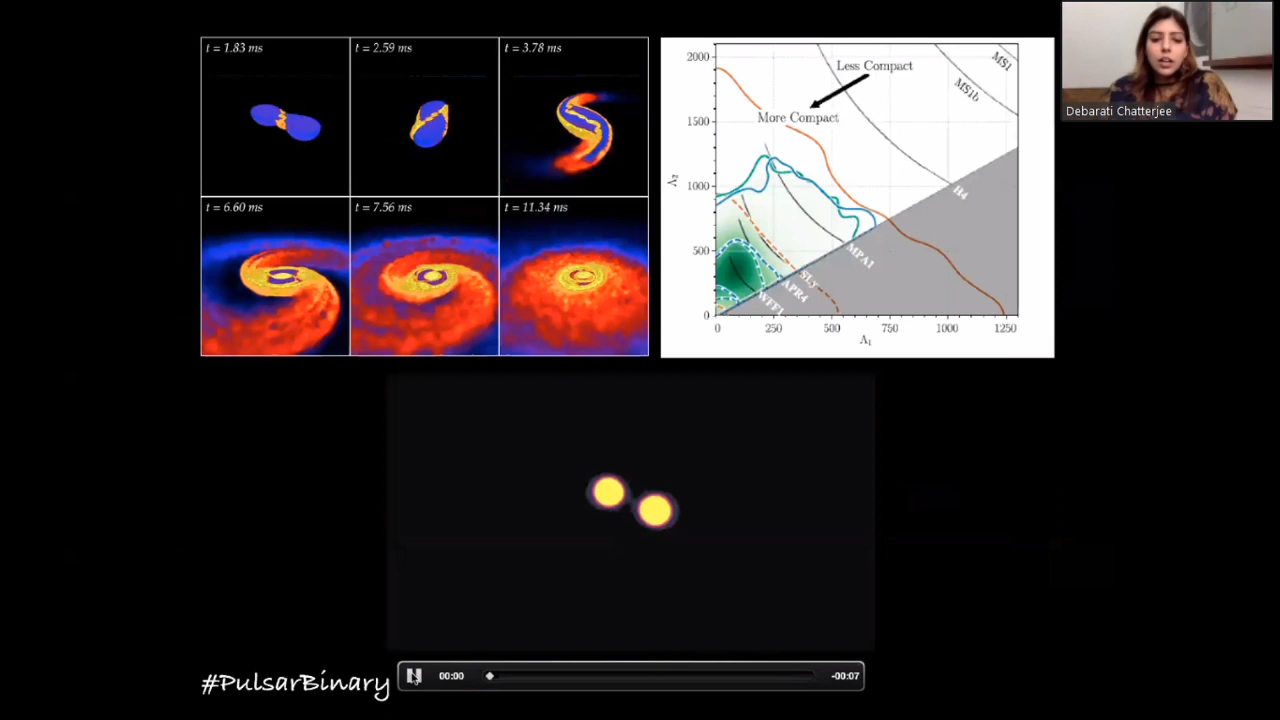 t = 1.83 ms
t = 2.59 ms
t = 3.78 ms
t = 6.60 ms
t = 7.56 ms
t = 11.34 ms
2000
1500
1000
500
0
Λ₂
Less Compact
More Compact
MS1
MS1b
H4
MPA1
SLy
APR4
WFF1
0
250
500
750
1000
1250
Λ₁
Debarati Chatterjee
#PulsarBinary
00:00
-00:07